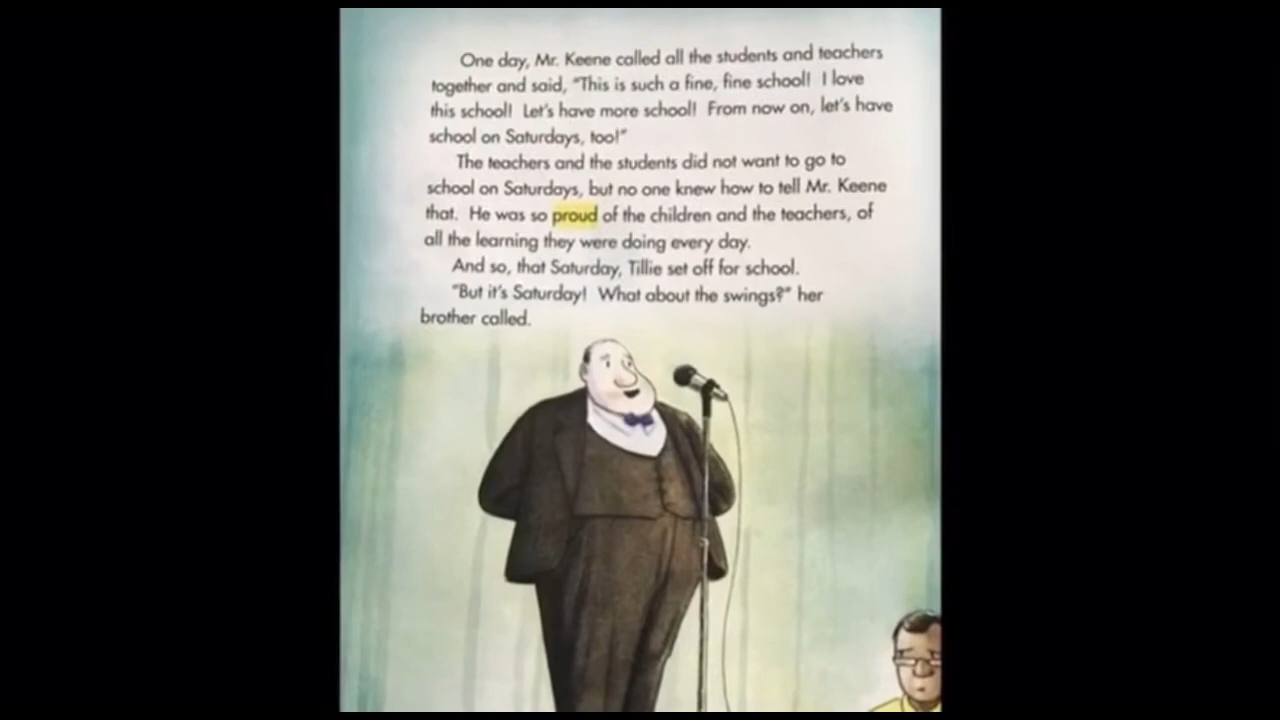 One day, Mr. Keene called all the students and teachers
together and said, "This is such a fine, fine school! I love
this school! Let's have more school! From now on, let's have
school on Saturdays, too!"
The teachers and the students did not want to go to
school on Saturdays, but no one knew how to tell Mr. Keene
that. He was so proud of the children and the teachers, of
all the learning they were doing every day.
And so, that Saturday, Tillie set off for school.
"But it's Saturday! What about the swings?" her
brother called.